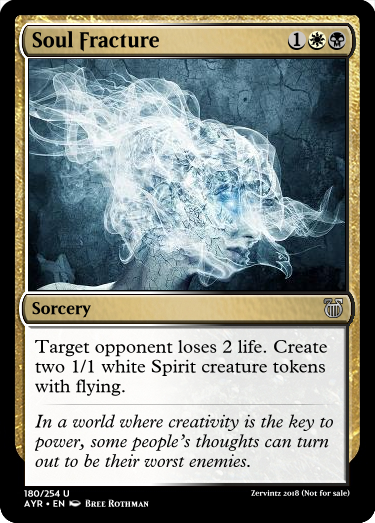 Soul Fracture 1
Sorcery
Target opponent loses 2 life. Create
two 1/1 white Spirit creature tokens
with flying.
In a world where creativity is the key to
power, some people's thoughts can turn
out to be their worst enemies.
180/254 U
Zervintz 2018 (Not for sale)
AYR • EN Bree Rothman